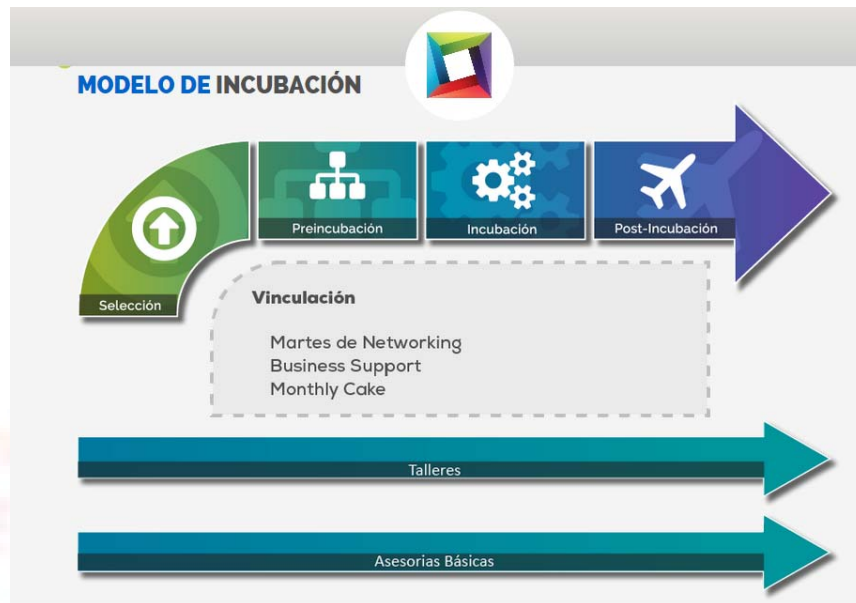 MODELO DE INCUBACIÓN
Preincubación
Incubación
Post-Incubación
Selección
Vinculación
Martes de Networking
Business Support
Monthly Cake
Talleres
Asesorias Básicas